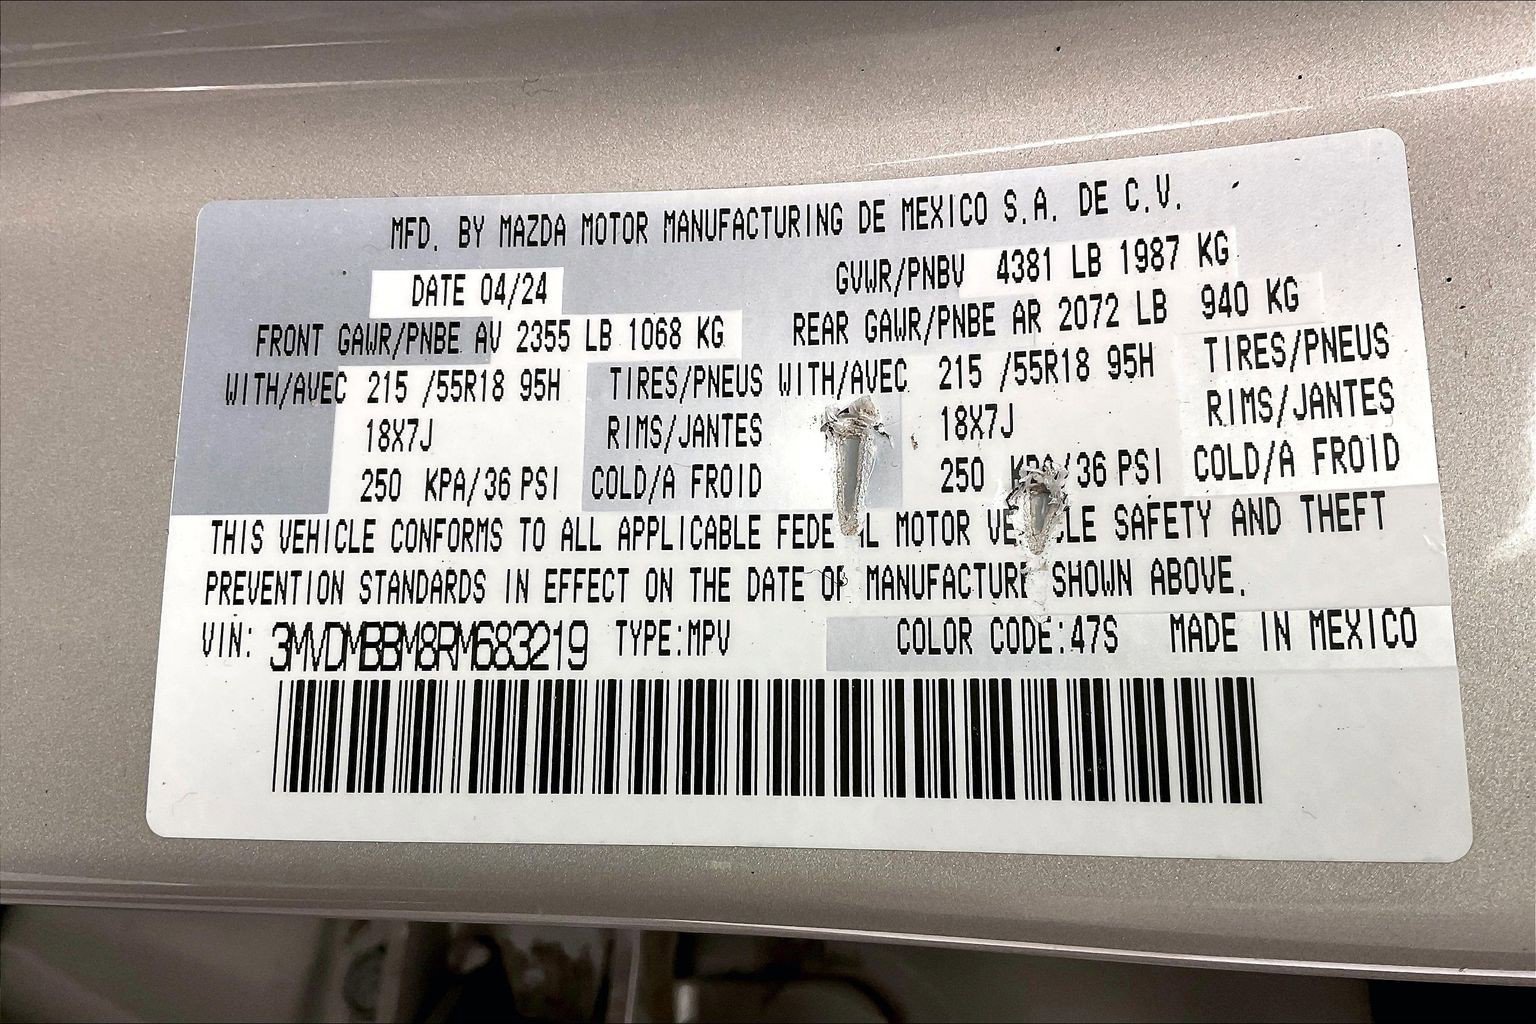 MFD. BY MAZDA MOTOR MANUFACTURING DE MEXICO S.A. DE C.V.
DATE 04/24 GVWR/PNBV 4381 LB 1987 KG
FRONT GAWR/PNBE AV 2355 LB 1068 KG REAR GAWR/PNBE AR 2072 LB 940 KG
WITH/AVEC 215 /55R18 95H TIRES/PNEUS WITH/AVEC 215 /55R18 95H TIRES/PNEUS
18X7J RIMS/JANTES 18X7J RIMS/JANTES
250 KPA/36 PSI COLD/A FROID 250 KPA/36 PSI COLD/A FROID
THIS VEHICLE CONFORMS TO ALL APPLICABLE FEDERAL MOTOR VEHICLE SAFETY AND THEFT
PREVENTION STANDARDS IN EFFECT ON THE DATE OF MANUFACTURE SHOWN ABOVE.
VIN: 3MVDMBBM8RM683219 TYPE:MPV COLOR CODE:47S MADE IN MEXICO